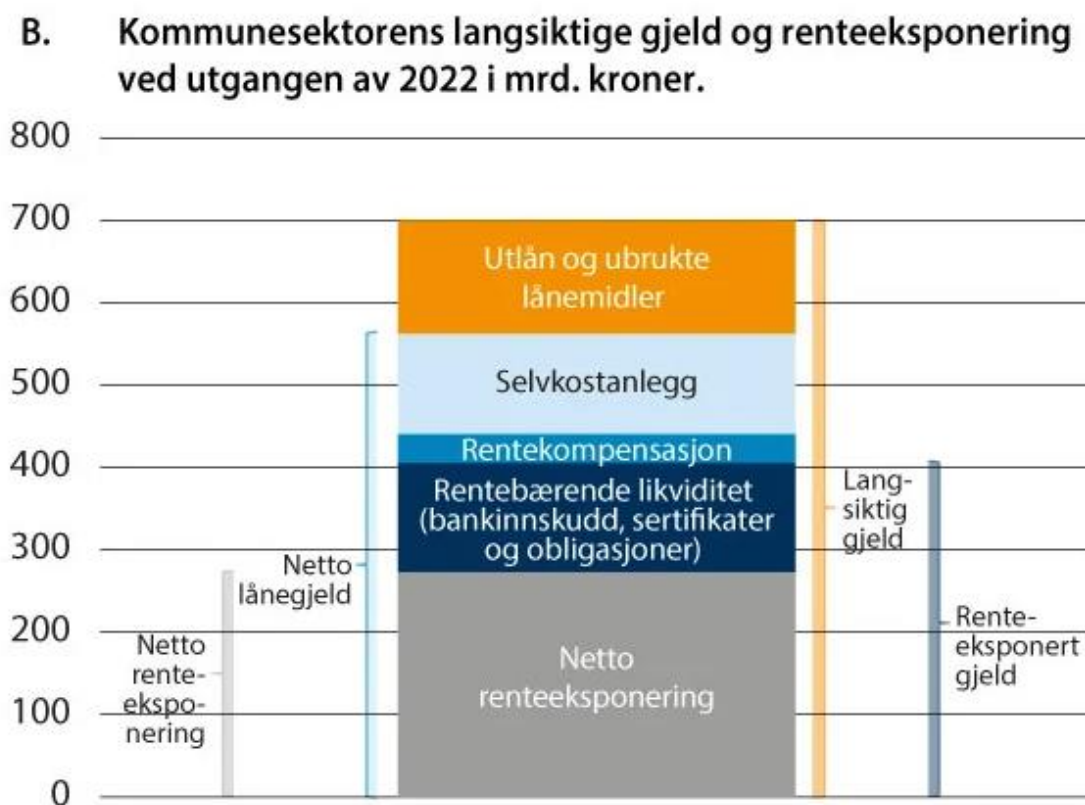 B. Kommunesektorens langsiktige gjeld og renteeksponering
ved utgangen av 2022 i mrd. kroner.
800
700
600
500
400
300
200
100
0
Utlån og ubrukte
lånemidler
Selvkostanlegg
Rentekompensasjon
Rentebærende likviditet
(bankinnskudd, sertifikater
og obligasjoner)
Netto
renteeksponering
Netto
rente-
ekspo-
nering
Netto
lånegjeld
Lang-
siktig
gjeld
Rente-
eksponert
gjeld